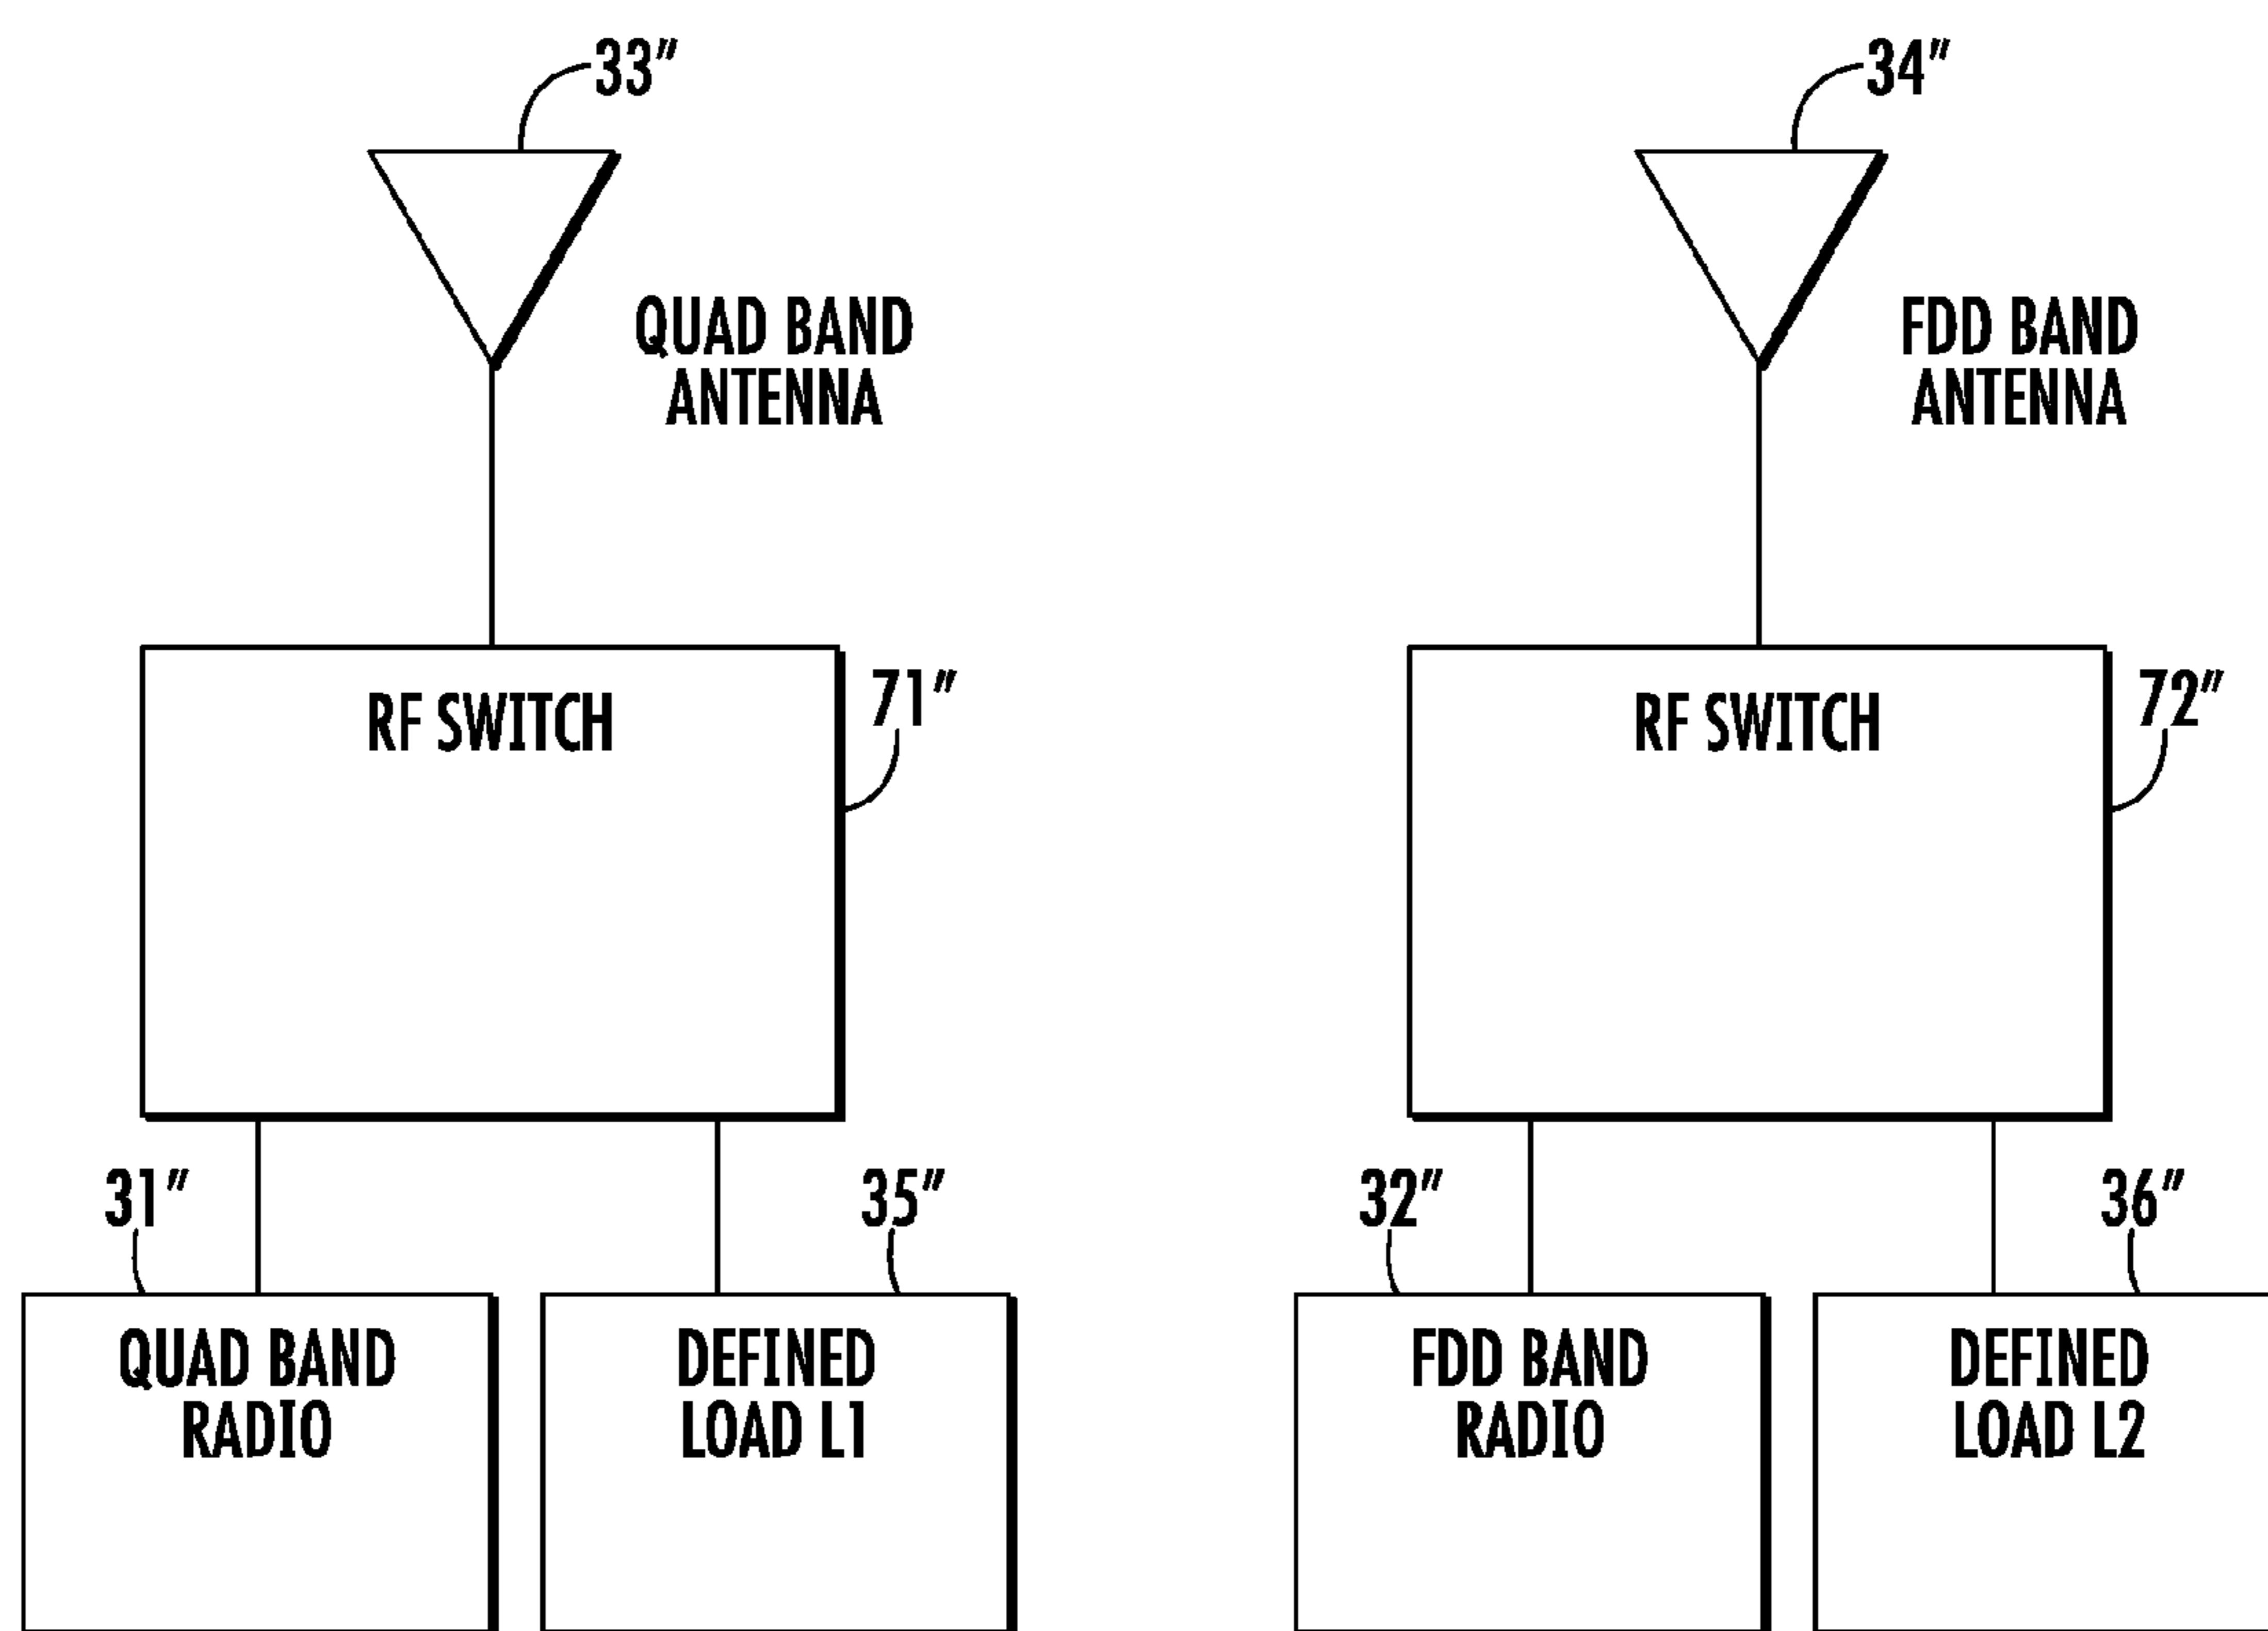 33″
34″
QUAD BAND
ANTENNA
FDD BAND
ANTENNA
RF SWITCH
71″
RF SWITCH
72″
31″
35″
32″
36″
QUAD BAND
RADIO
DEFINED
LOAD L1
FDD BAND
RADIO
DEFINED
LOAD L2